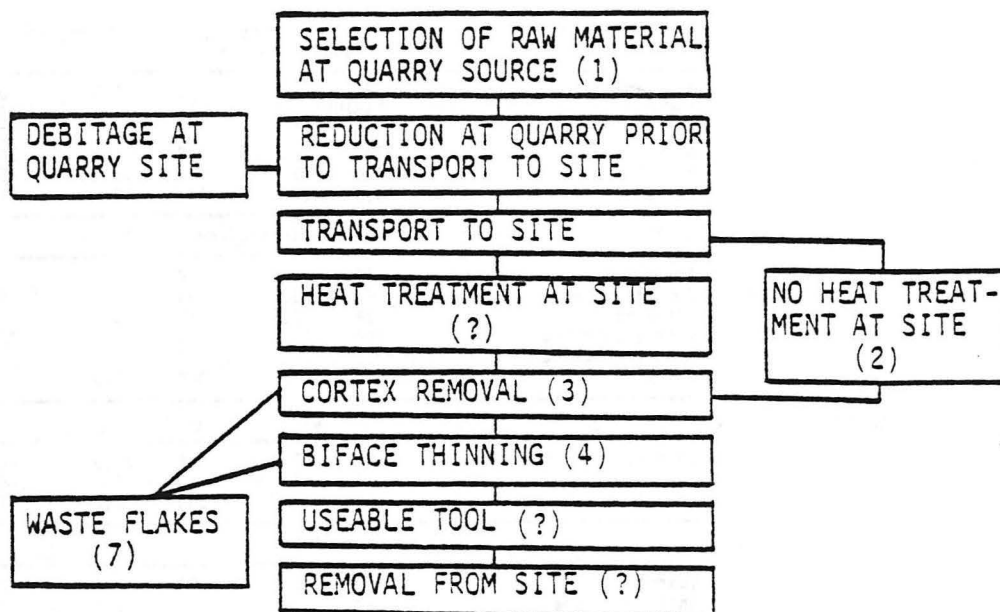 SELECTION OF RAW MATERIAL
AT QUARRY SOURCE (1)
DEBITAGE AT
QUARRY SITE
REDUCTION AT QUARRY PRIOR
TO TRANSPORT TO SITE
TRANSPORT TO SITE
HEAT TREATMENT AT SITE
(?)
NO HEAT TREAT-
MENT AT SITE
(2)
CORTEX REMOVAL (3)
BIFACE THINNING (4)
WASTE FLAKES
(7)
USEABLE TOOL (?)
REMOVAL FROM SITE (?)